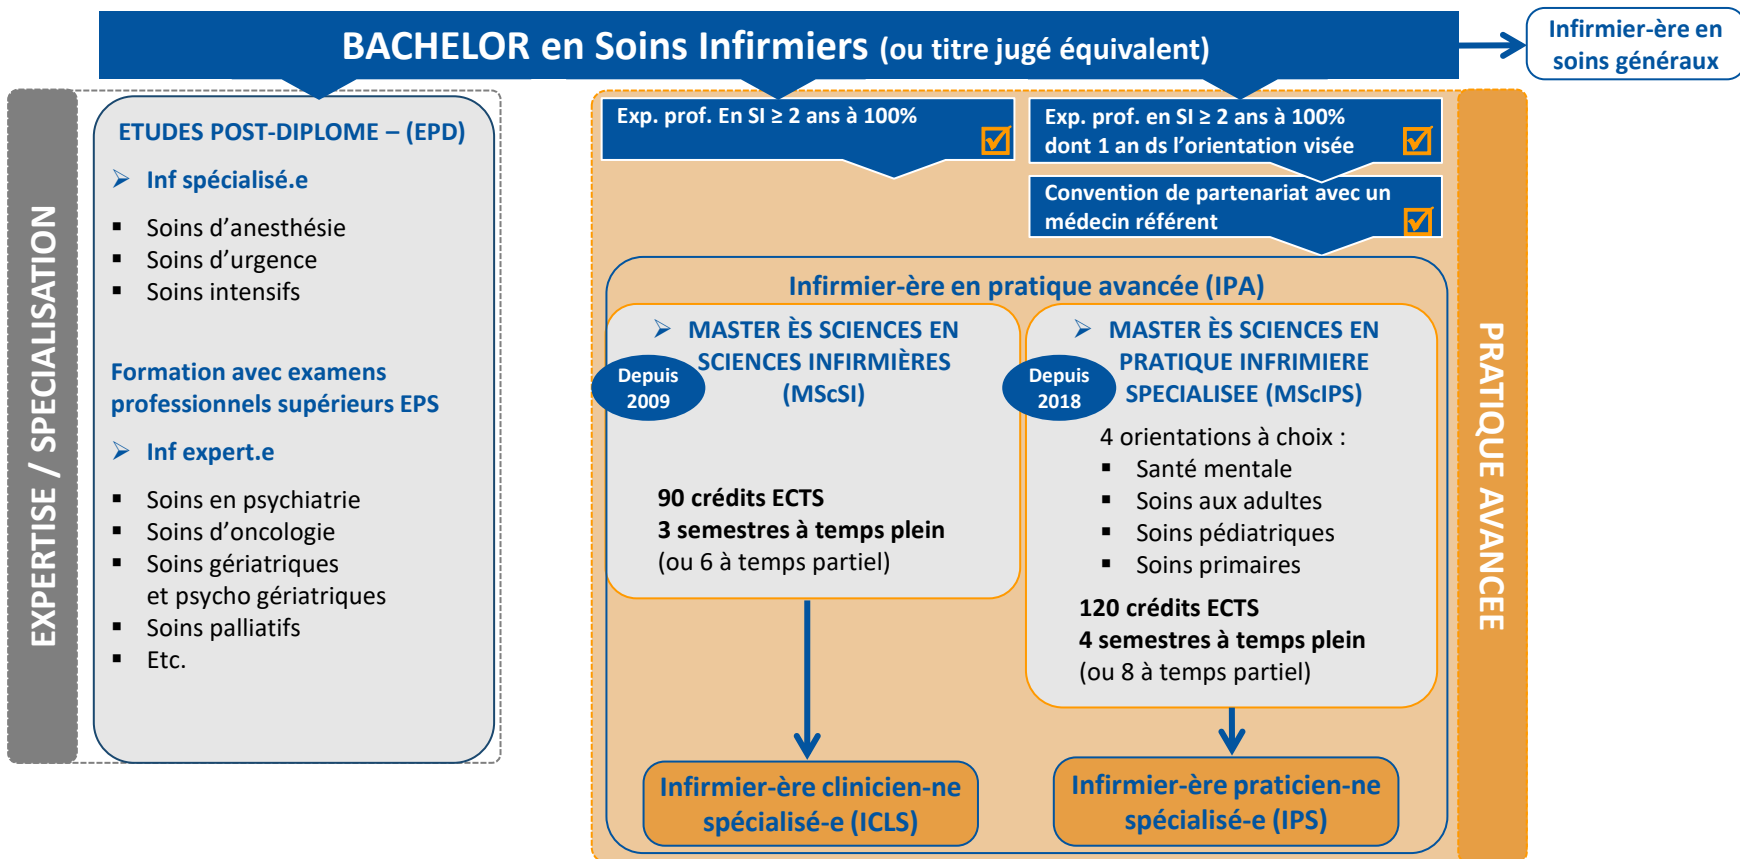 BACHELOR en Soins Infirmiers (ou titre jugé équivalent)
Infirmier-ère en
soins généraux
EXPERTISE / SPECIALISATION
ETUDES POST-DIPLOME – (EPD)
➢ Inf spécialisé.e
▪ Soins d’anesthésie
▪ Soins d’urgence
▪ Soins intensifs
Formation avec examens
professionnels supérieurs EPS
➢ Inf expert.e
▪ Soins en psychiatrie
▪ Soins d’oncologie
▪ Soins gériatriques
et psycho gériatriques
▪ Soins palliatifs
▪ Etc.
Exp. prof. En SI ≥ 2 ans à 100%
Exp. prof. en SI ≥ 2 ans à 100%
dont 1 an ds l’orientation visée
Convention de partenariat avec un
médecin référent
Infirmier-ère en pratique avancée (IPA)
➢ MASTER ÈS SCIENCES EN
SCIENCES INFIRMIÈRES
(MScSI)
Depuis
2009
90 crédits ECTS
3 semestres à temps plein
(ou 6 à temps partiel)
Infirmier-ère clinicien-ne
spécialisé-e (ICLS)
➢ MASTER ÈS SCIENCES EN
PRATIQUE INFRIMIERE
SPECIALISEE (MScIPS)
Depuis
2018
4 orientations à choix :
▪ Santé mentale
▪ Soins aux adultes
▪ Soins pédiatriques
▪ Soins primaires
120 crédits ECTS
4 semestres à temps plein
(ou 8 à temps partiel)
Infirmier-ère praticien-ne
spécialisé-e (IPS)
PRATIQUE AVANCEE